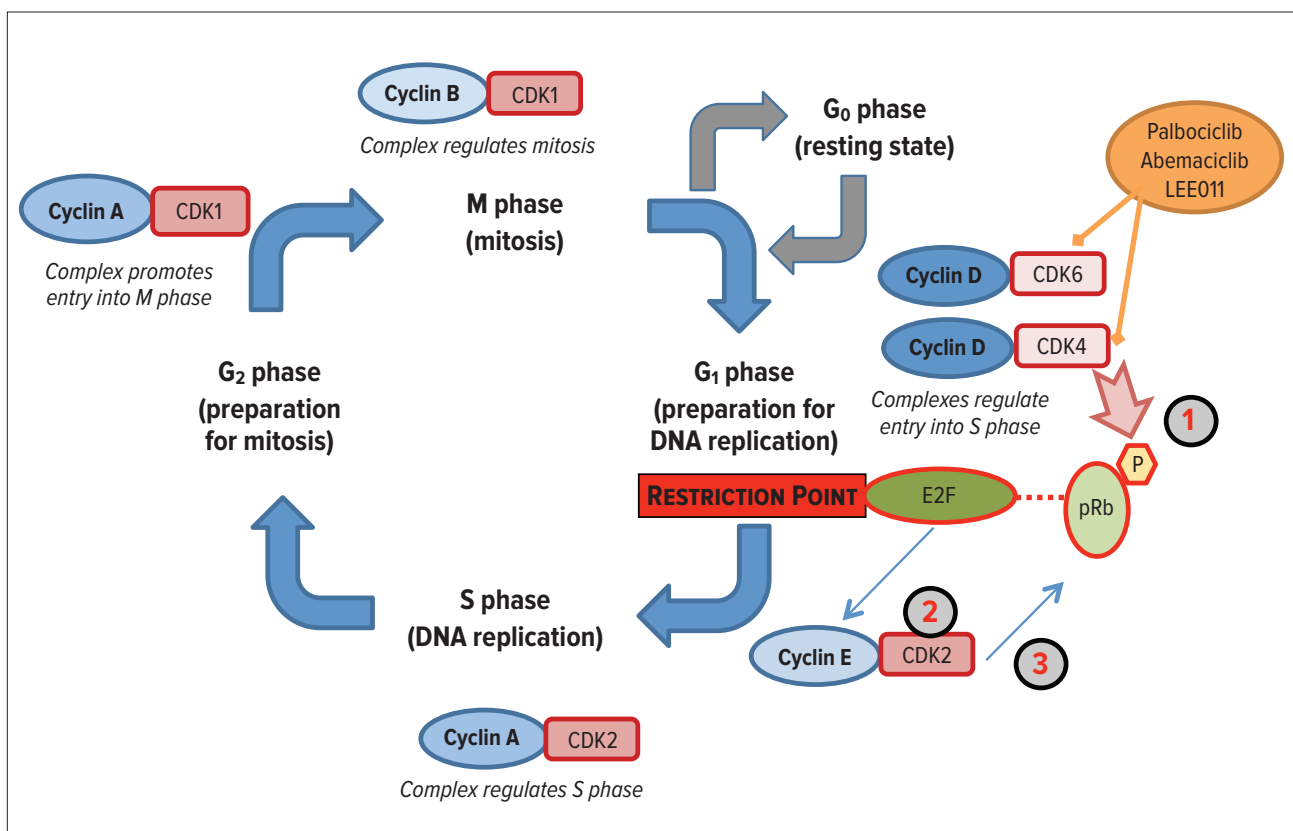 Cyclin B
CDK1
Complex regulates mitosis
G₀ phase
(resting state)
Palbociclib
Abemaciclib
LEE011
Cyclin A
CDK1
Complex promotes
entry into M phase
M phase
(mitosis)
Cyclin D
CDK6
Cyclin D
CDK4
Complexes regulate
entry into S phase
G₂ phase
(preparation
for mitosis)
G₁ phase
(preparation for
DNA replication)
1
P
RESTRICTION POINT
E2F
pRb
S phase
(DNA replication)
2
Cyclin E
CDK2
3
Cyclin A
CDK2
Complex regulates S phase